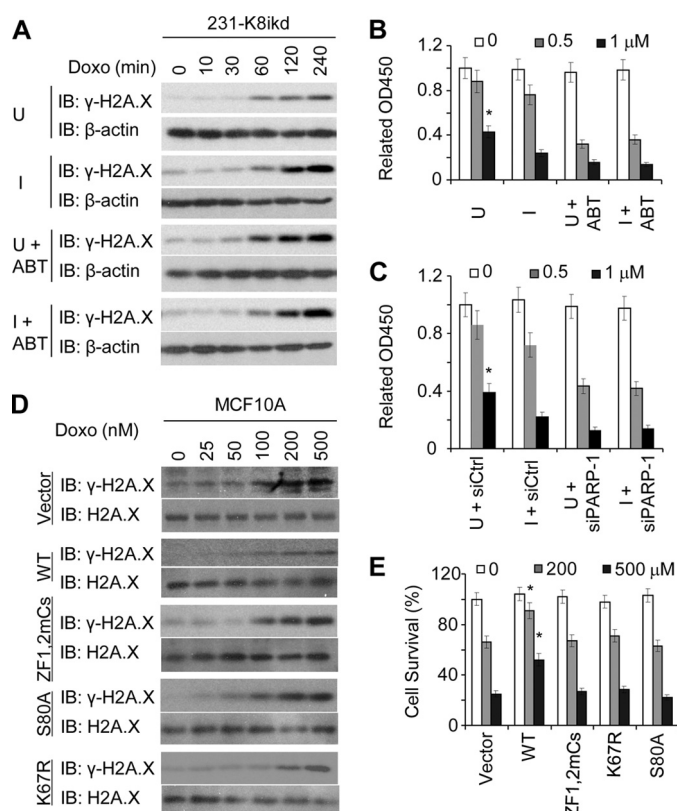 A
231-K8ikd
Doxo (min)
0 10 30 60 120 240
U
IB: γ-H2A.X
IB: β-actin
I
IB: γ-H2A.X
IB: β-actin
U + ABT
IB: γ-H2A.X
IB: β-actin
I + ABT
IB: γ-H2A.X
IB: β-actin
B
0 0.5 1 μM
Related OD450
1.2
0.8
0.4
0
*
U I U + ABT I + ABT
C
0 0.5 1 μM
Related OD450
1.2
0.8
0.4
0
*
U + siCtrl I + siCtrl U + siPARP-1 I + siPARP-1
D
MCF10A
Doxo (nM)
0 25 50 100 200 500
Vector
IB: γ-H2A.X
IB: H2A.X
WT
IB: γ-H2A.X
IB: H2A.X
ZF1,2mCs
IB: γ-H2A.X
IB: H2A.X
S80A
IB: γ-H2A.X
IB: H2A.X
K67R
IB: γ-H2A.X
IB: H2A.X
E
0 200 500 μM
Cell Survival (%)
120
80
40
0
*
*
Vector WT ZF1,2mCs K67R S80A